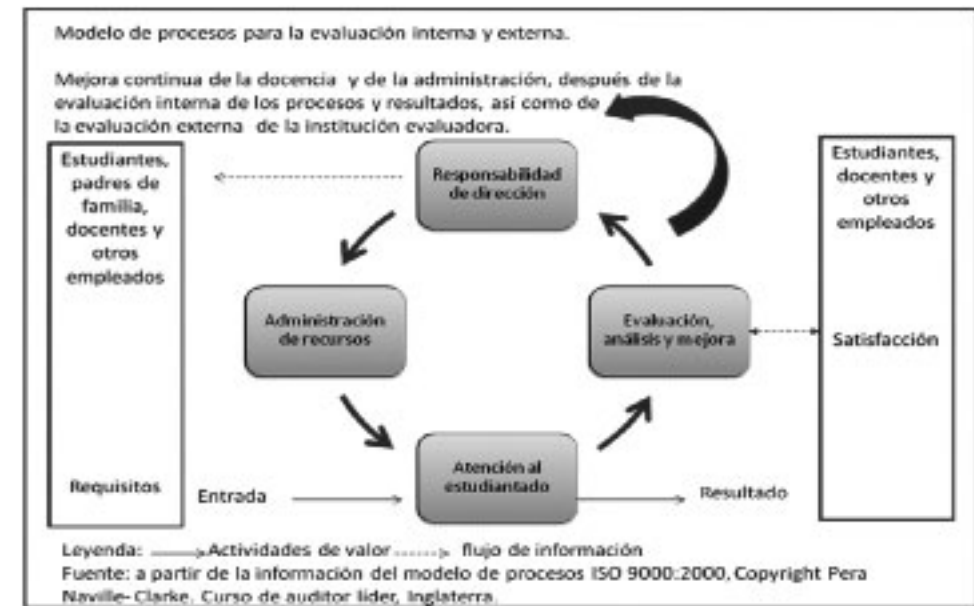 Modelo de procesos para la evaluación interna y externa.
Mejora continua de la docencia y de la administración, después de la
evaluación interna de los procesos y resultados, así como de
la evaluación externa de la institución evaluadora.
Estudiantes,
padres de
familia,
docentes y
otros
empleados
Requisitos
Responsabilidad
de dirección
Administración
de recursos
Evaluación,
análisis y mejora
Atención al
estudiantado
Entrada
Resultado
Estudiantes,
docentes y
otros
empleados
Satisfacción
Leyenda: Actividades de valor flujo de información
Fuente: a partir de la información del modelo de procesos ISO 9000:2000, Copyright Pera
Naville-Clarke. Curso de auditor líder, Inglaterra.